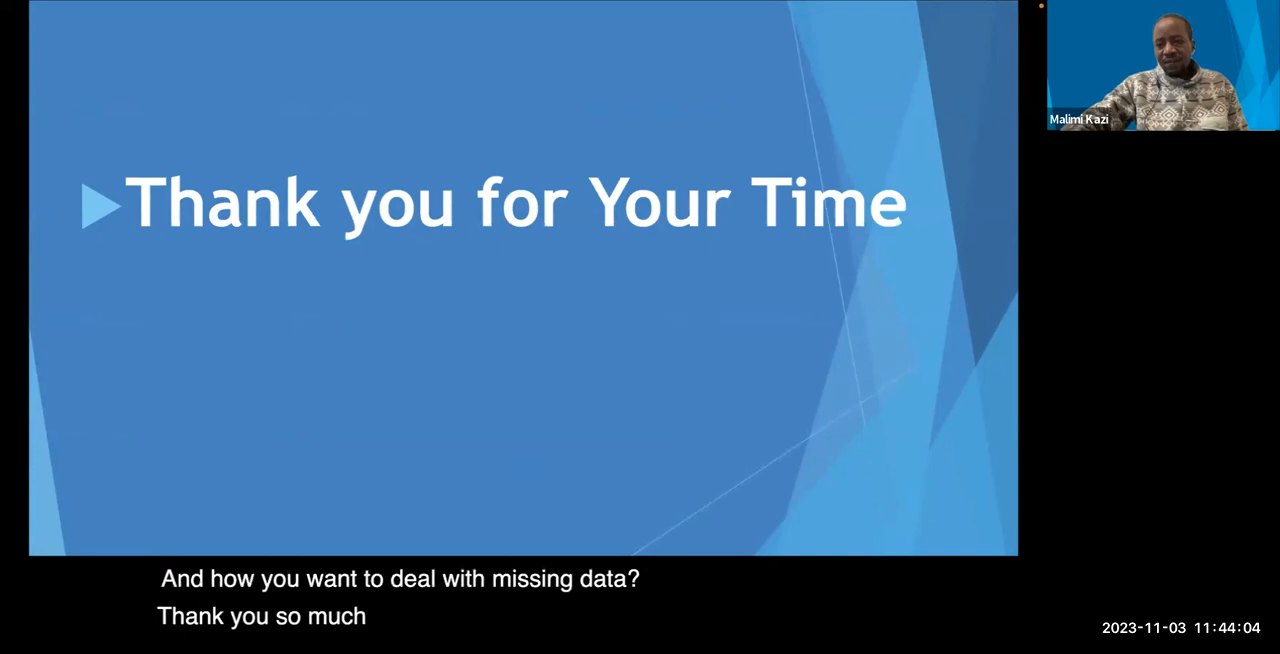 Thank you for Your Time
Malimi Kazi
And how you want to deal with missing data?
Thank you so much
2023-11-03 11:44:04